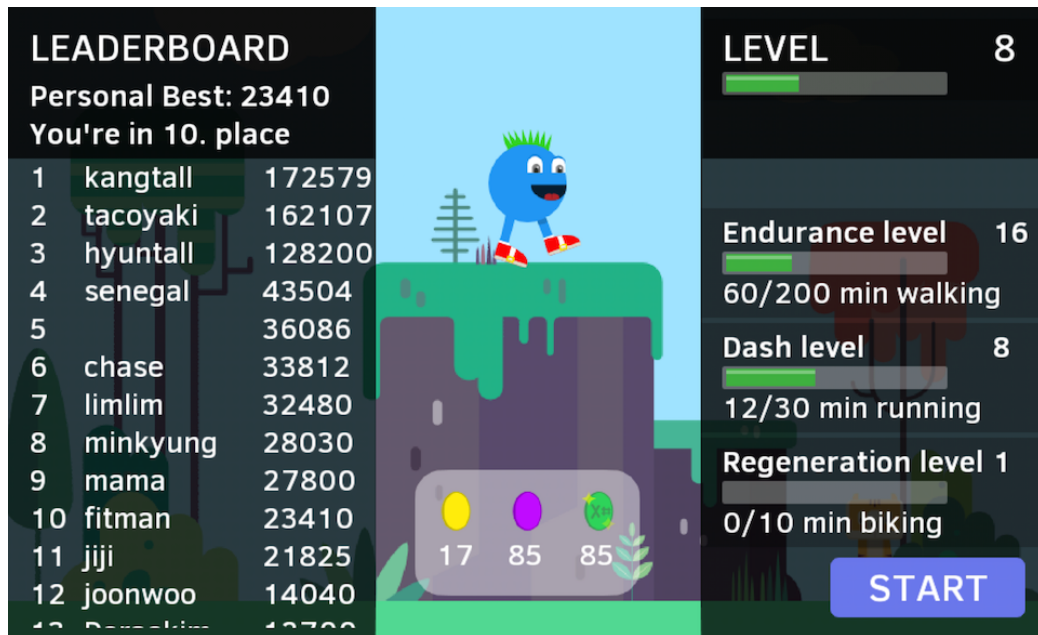 LEADERBOARD
Personal Best: 23410
You're in 10. place
1 kangtall 172579
2 tacoyaki 162107
3 hyuntall 128200
4 senegal 43504
5 36086
6 chase 33812
7 limlim 32480
8 minkyung 28030
9 mama 27800
10 fitman 23410
11 jiji 21825
12 joonwoo 14040
17 85 85
LEVEL 8
Endurance level 16
60/200 min walking
Dash level 8
12/30 min running
Regeneration level 1
0/10 min biking
START